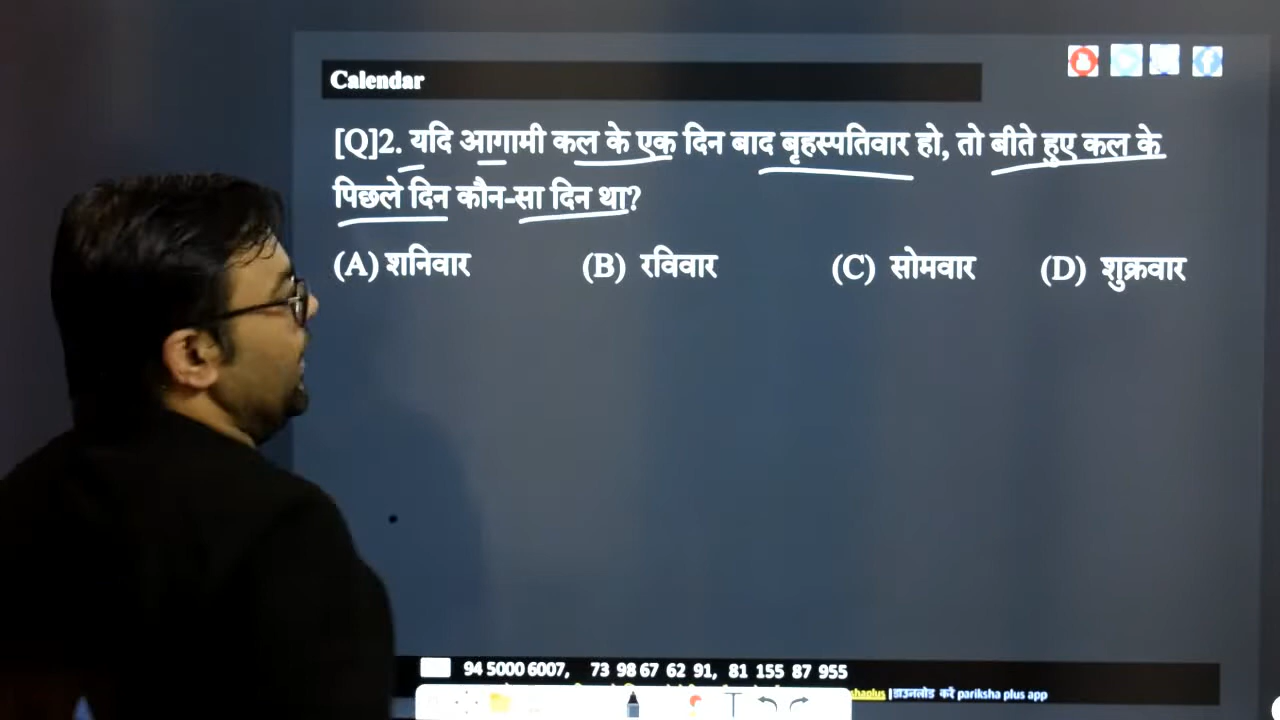 Calendar
[Q]2. यदि आगामी कल के एक दिन बाद बृहस्पतिवार हो, तो बीते हुए कल के
पिछले दिन कौन-सा दिन था?
(A) शनिवार (B) रविवार (C) सोमवार (D) शुक्रवार
94 5000 6007, 73 98 67 62 91, 81 155 87 955
shaplus | डाउनलोड करें pariksha plus app